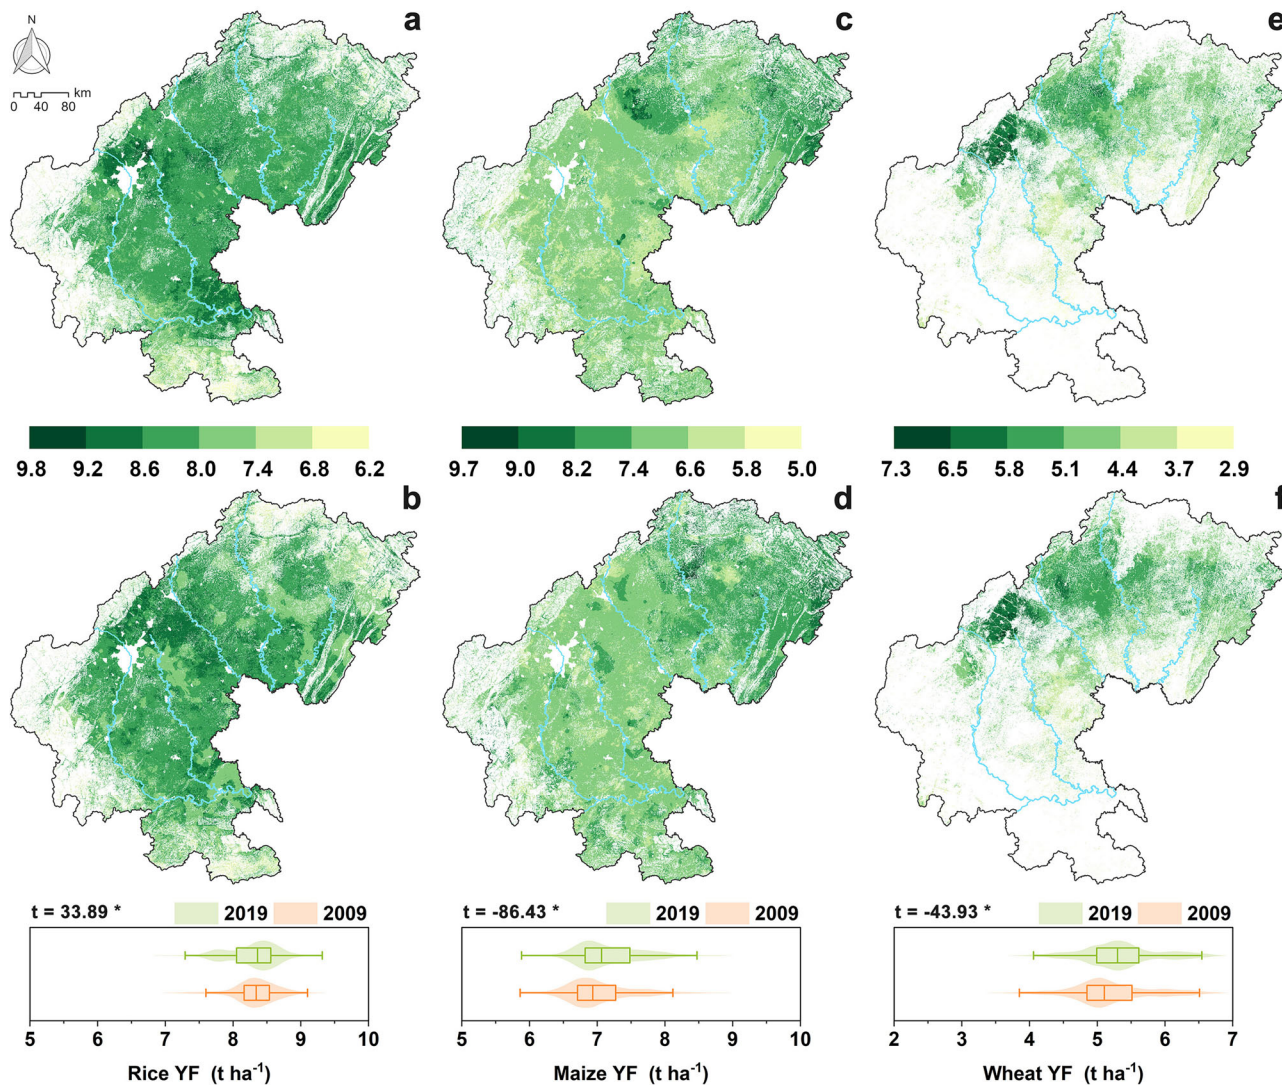 a
c
e
N
0 40 80 km
9.8 9.2 8.6 8.0 7.4 6.8 6.2
9.7 9.0 8.2 7.4 6.6 5.8 5.0
7.3 6.5 5.8 5.1 4.4 3.7 2.9
b
d
f
t = 33.89 * 2019 2009
t = -86.43 * 2019 2009
t = -43.93 * 2019 2009
5 6 7 8 9 10
5 6 7 8 9 10
2 3 4 5 6 7
Rice YF (t ha⁻¹)
Maize YF (t ha⁻¹)
Wheat YF (t ha⁻¹)